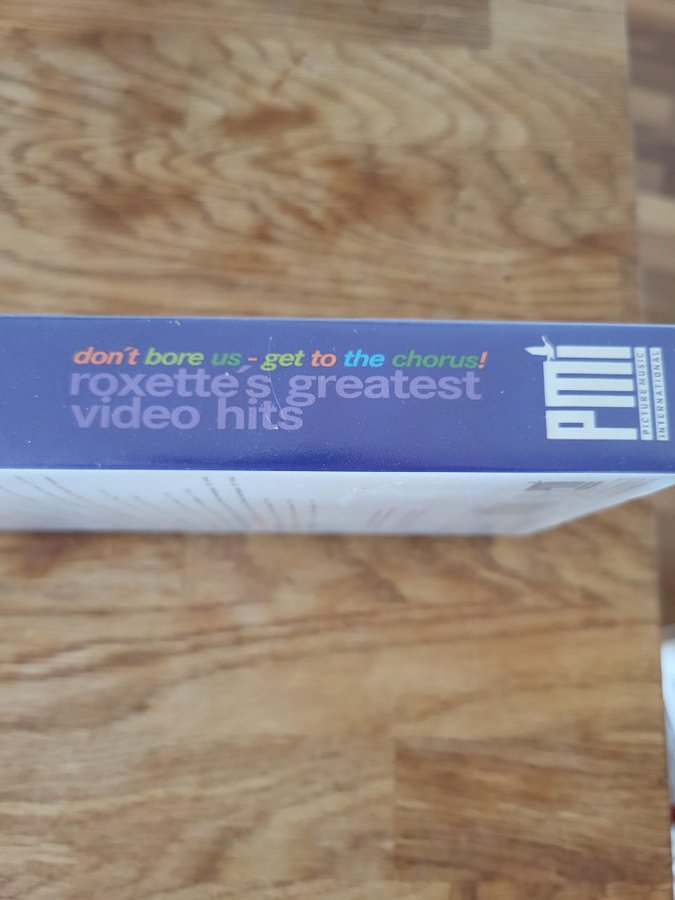 don´t bore us - get to the chorus!
roxette´s greatest
video hits
PMI
PICTURE MUSIC
INTERNATIONAL